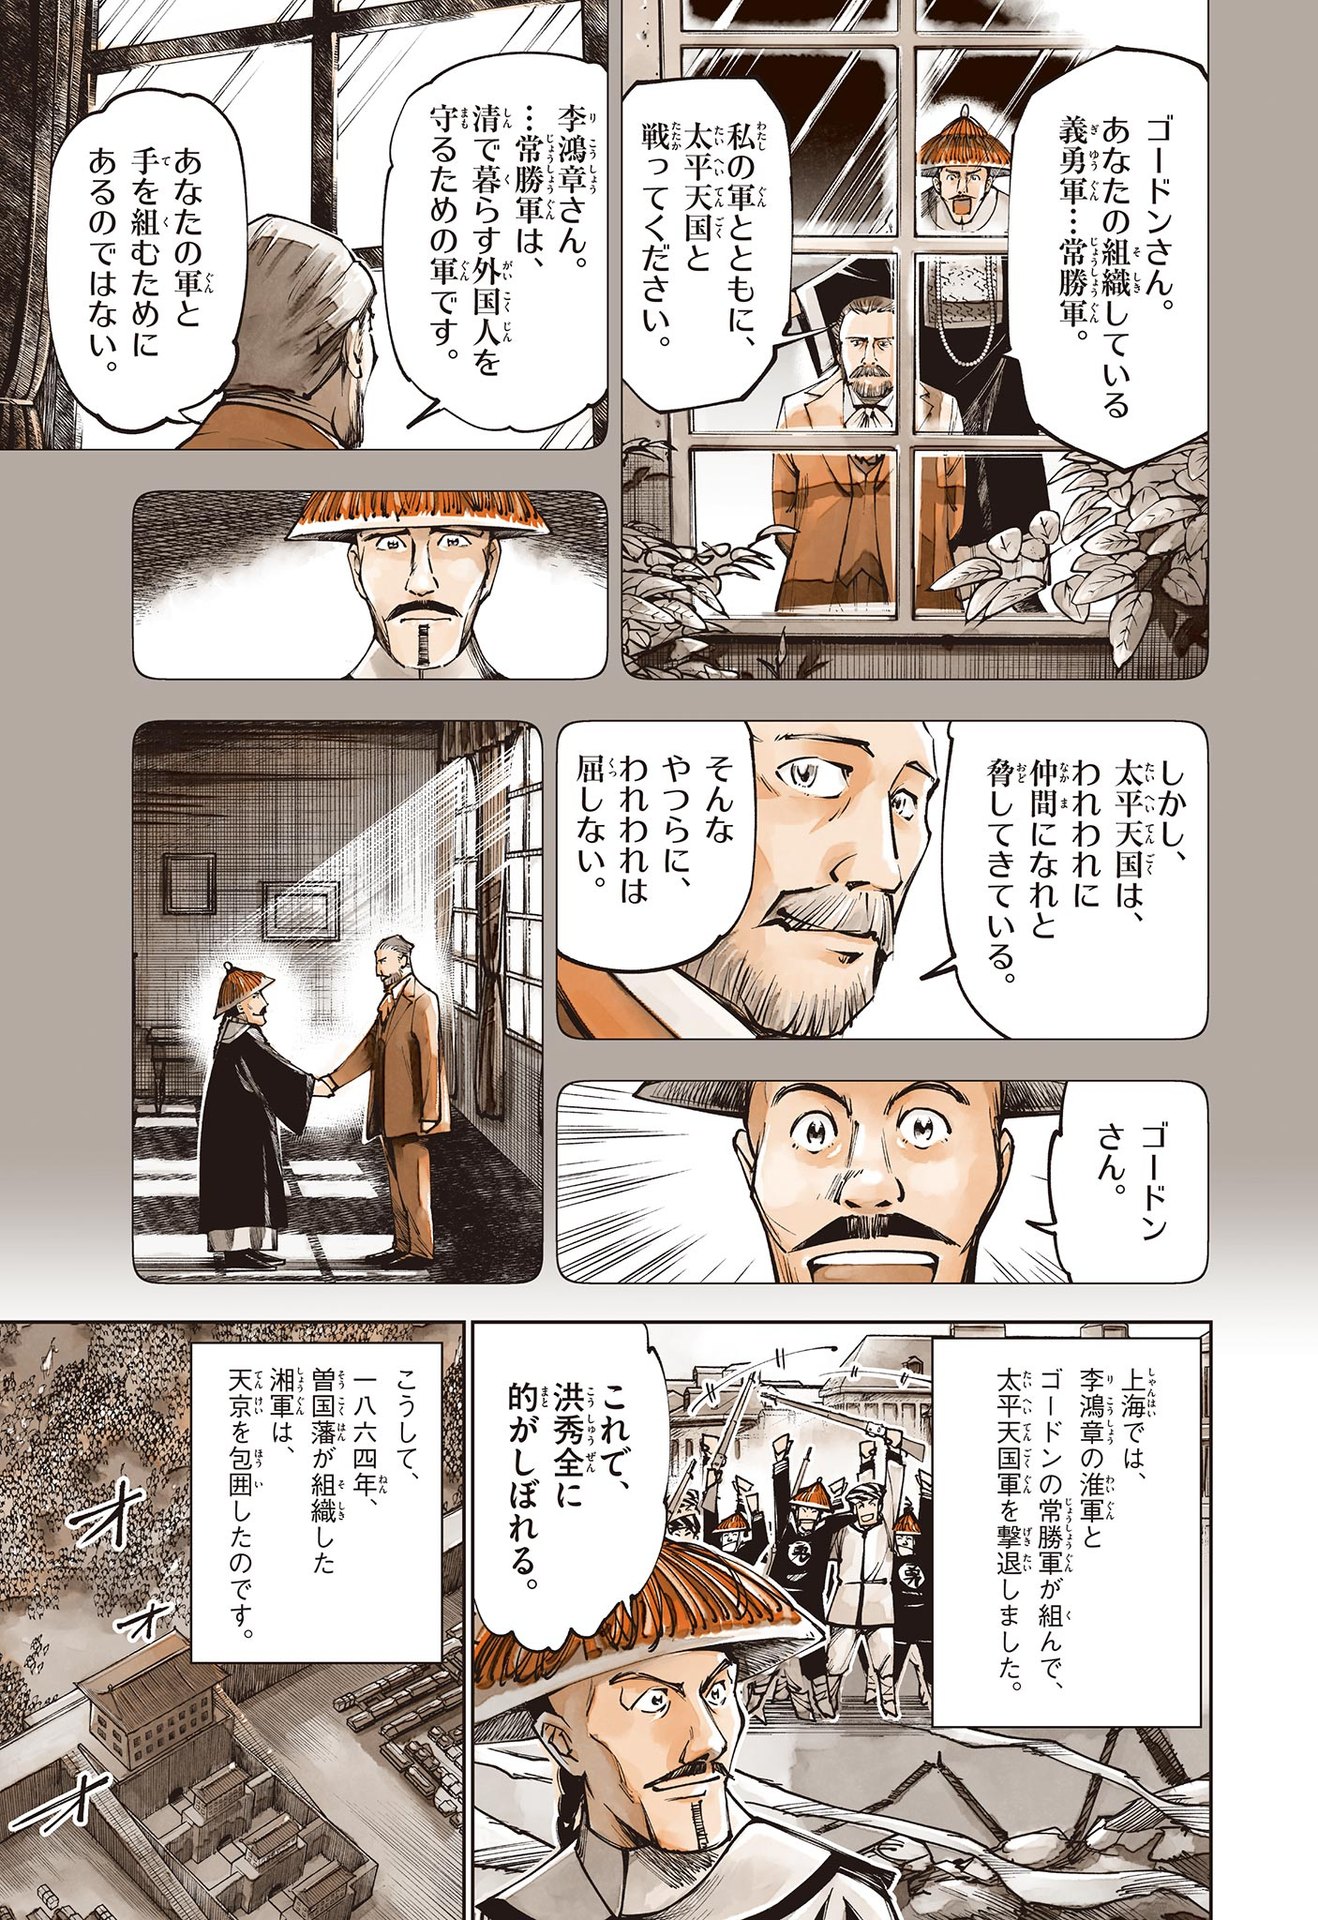 ゴードンさん。
あなたの組織している
義勇軍…常勝軍。
私の軍とともに、
太平天国と
戦ってください。
李鴻章さん。
…常勝軍は、
清で暮らす外国人を
守るための軍です。
あなたの軍と
手を組むために
あるのではない。
しかし、
太平天国は、
われわれに
仲間になれと
脅してきている。
そんな
やつらに、
われわれは
屈しない。
ゴードン
さん。
上海では、
李鴻章の淮軍と
ゴードンの常勝軍が組んで、
太平天国軍を撃退しました。
これで、
洪秀全に
的がしぼれる。
こうして、
一八六四年、
曽国藩が組織した
湘軍は、
天京を包囲したのです。
オ
オ
オ